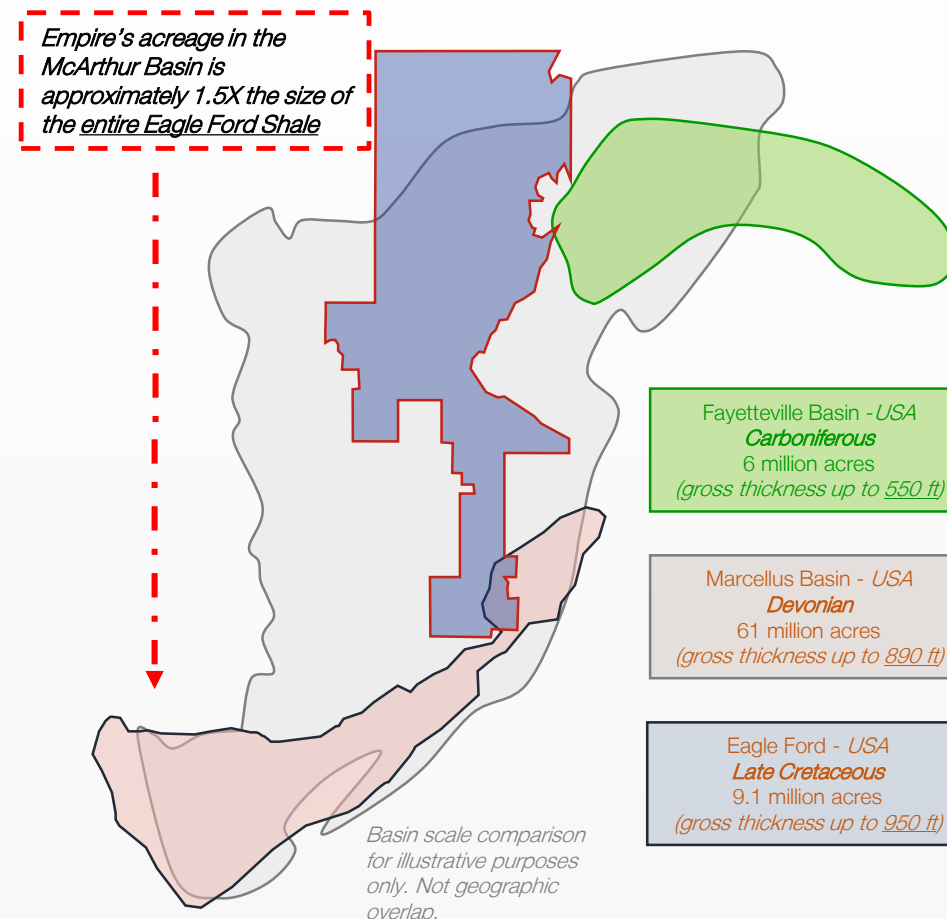 Empire's acreage in the
McArthur Basin is
approximately 1.5X the size of
the entire Eagle Ford Shale
Fayetteville Basin - USA
Carboniferous
6 million acres
(gross thickness up to 550 ft)
Marcellus Basin - USA
Devonian
61 million acres
(gross thickness up to 890 ft)
Eagle Ford - USA
Late Cretaceous
9.1 million acres
(gross thickness up to 950 ft)
Basin scale comparison
for illustrative purposes
only. Not geographic
overlap.